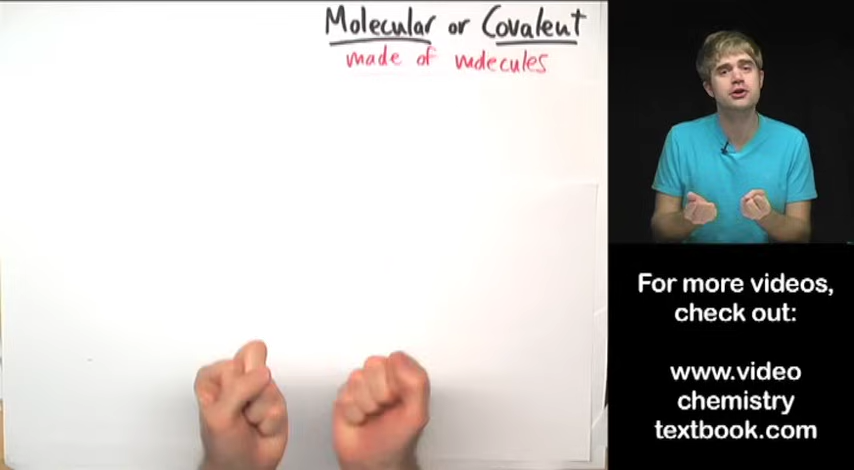 Molecular or Covalent
made of molecules
For more videos,
check out:
www.video
chemistry
textbook.com